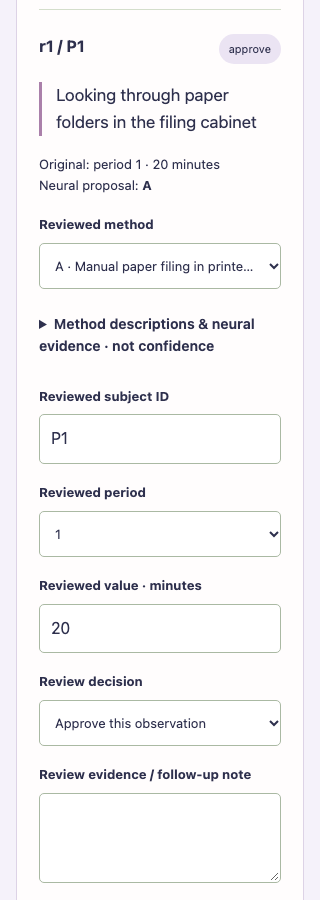 r1 / P1
approve
Looking through paper
folders in the filing cabinet
Original: period 1 · 20 minutes
Neural proposal: A
Reviewed method
A · Manual paper filing in printe...
Method descriptions & neural
evidence · not confidence
Reviewed subject ID
P1
Reviewed period
1
Reviewed value · minutes
20
Review decision
Approve this observation
Review evidence / follow-up note